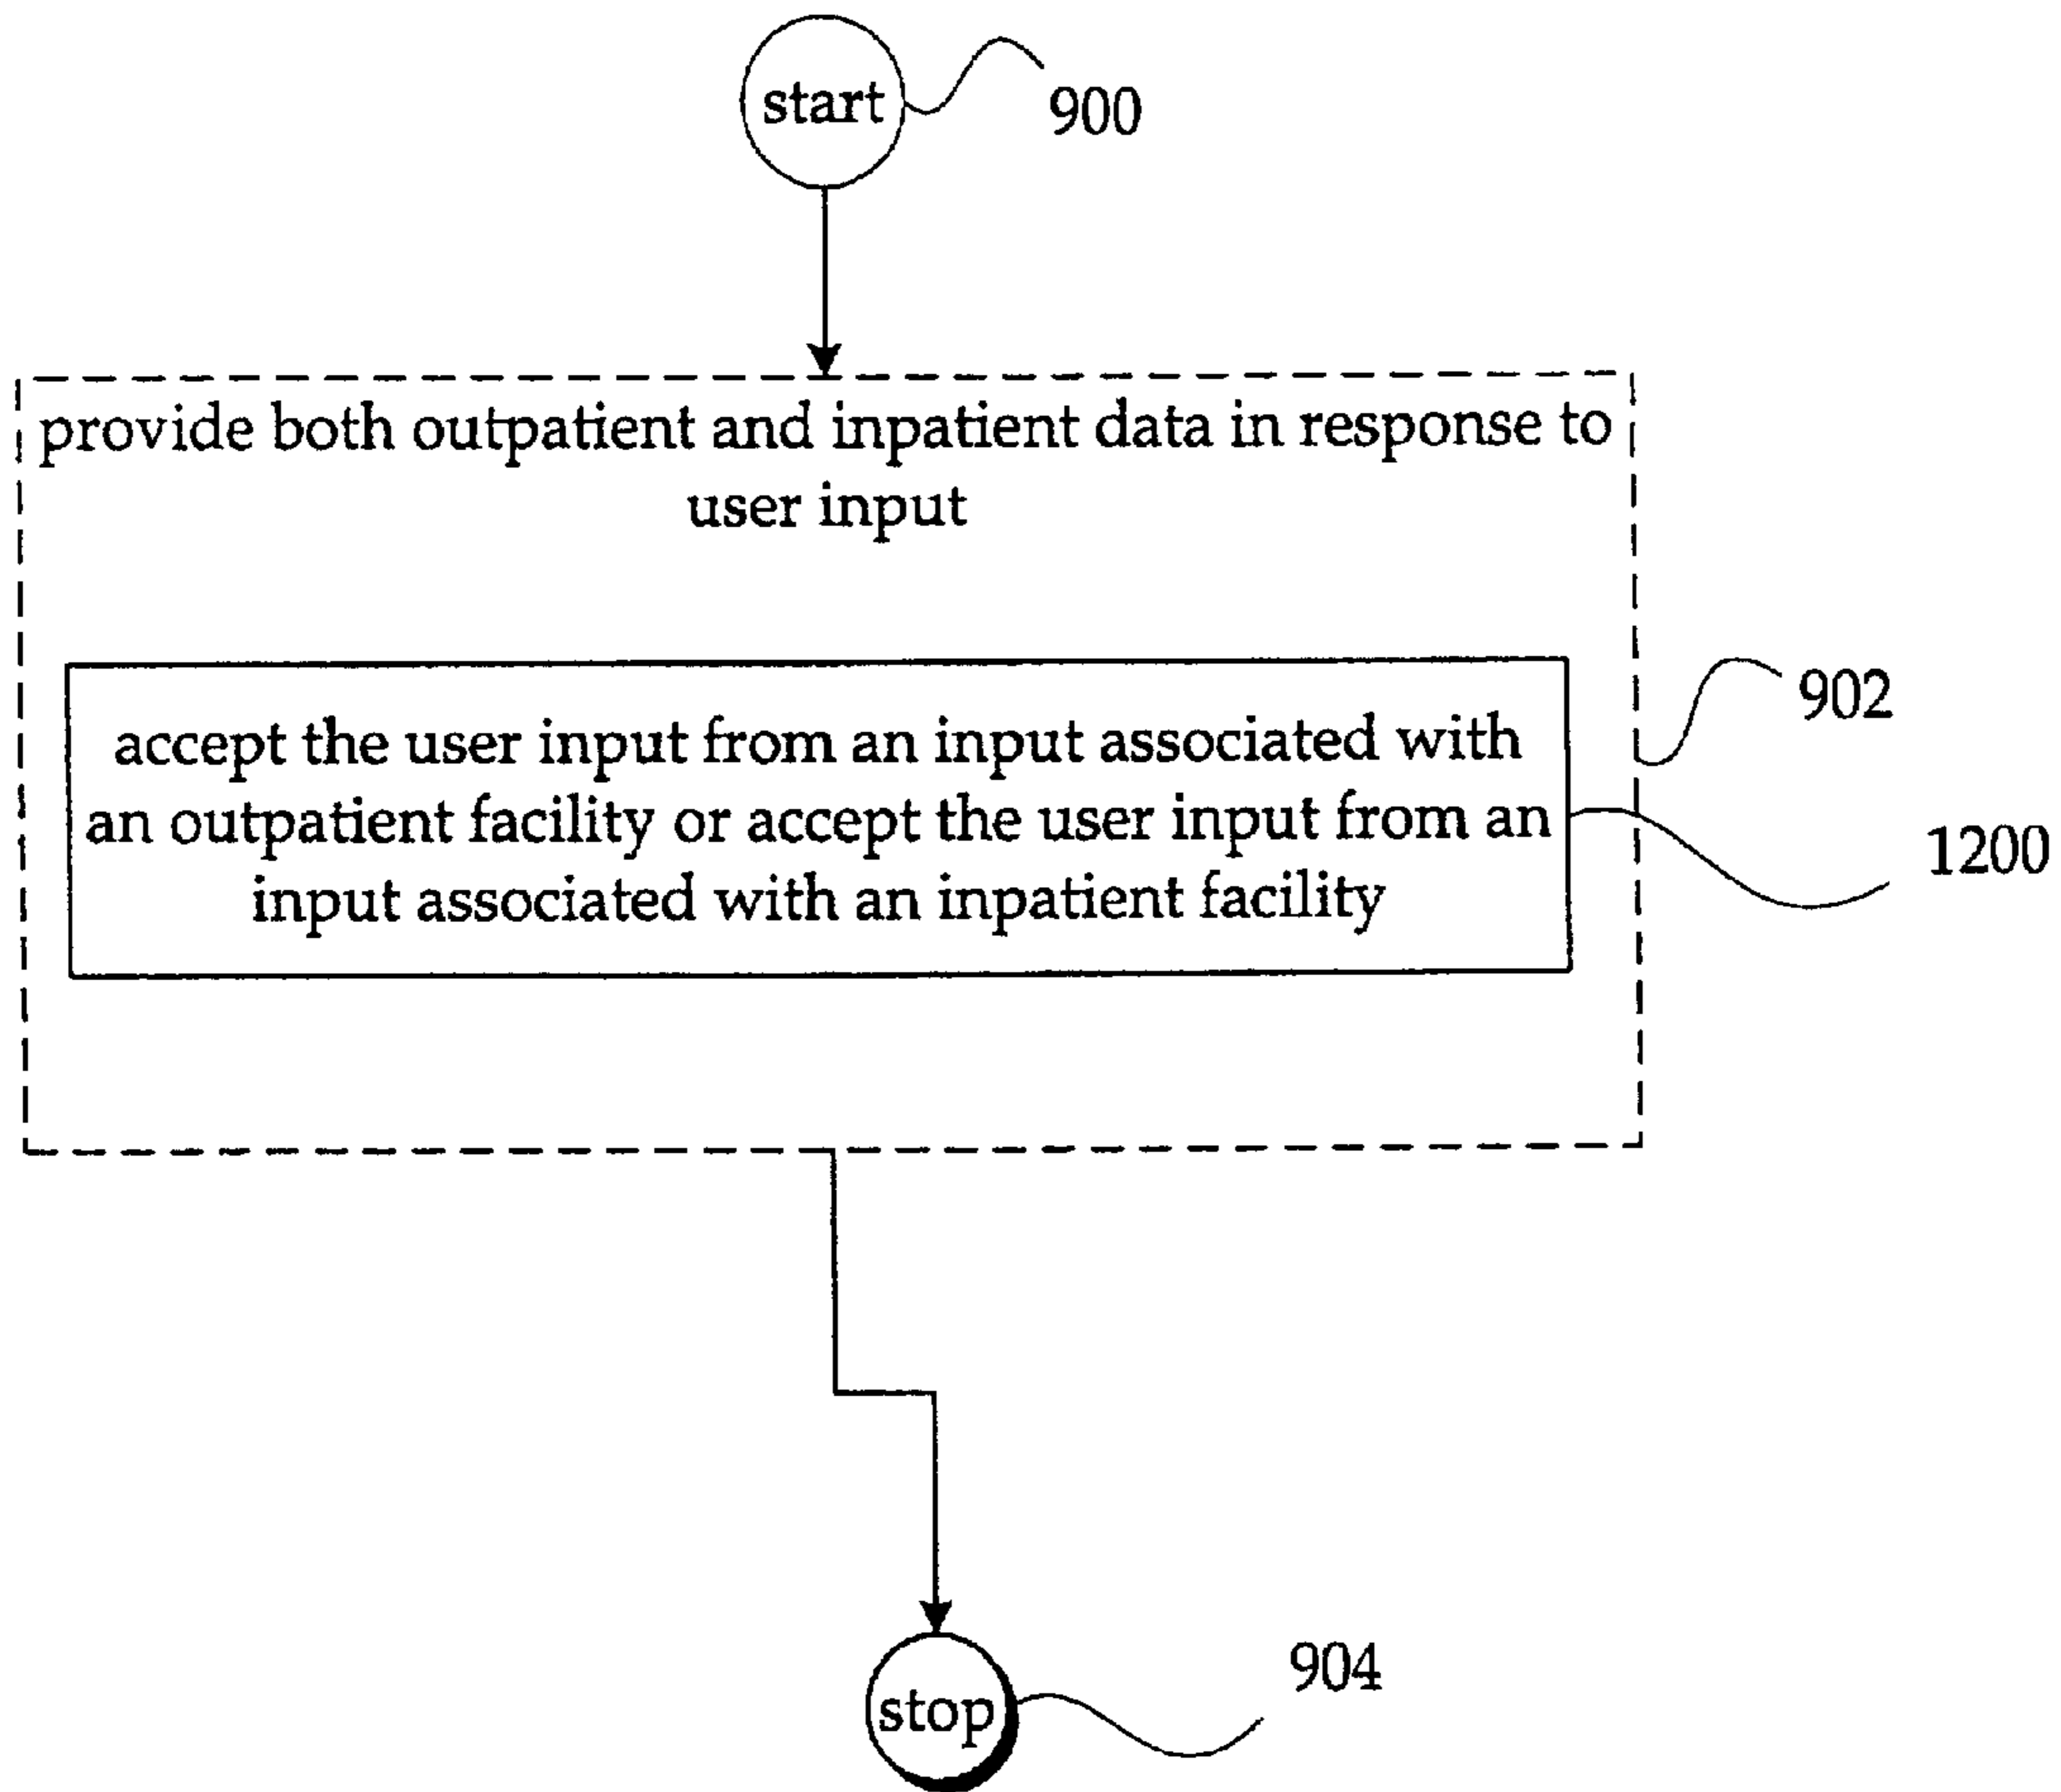 start
900
provide both outpatient and inpatient data in response to
user input
902
accept the user input from an input associated with
an outpatient facility or accept the user input from an
input associated with an inpatient facility
1200
904
stop